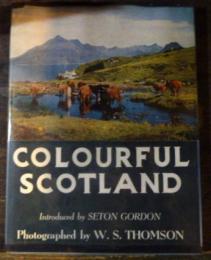 COLOURFUL
SCOTLAND
Introduced by SETON GORDON
Photographed by W. S. THOMSON